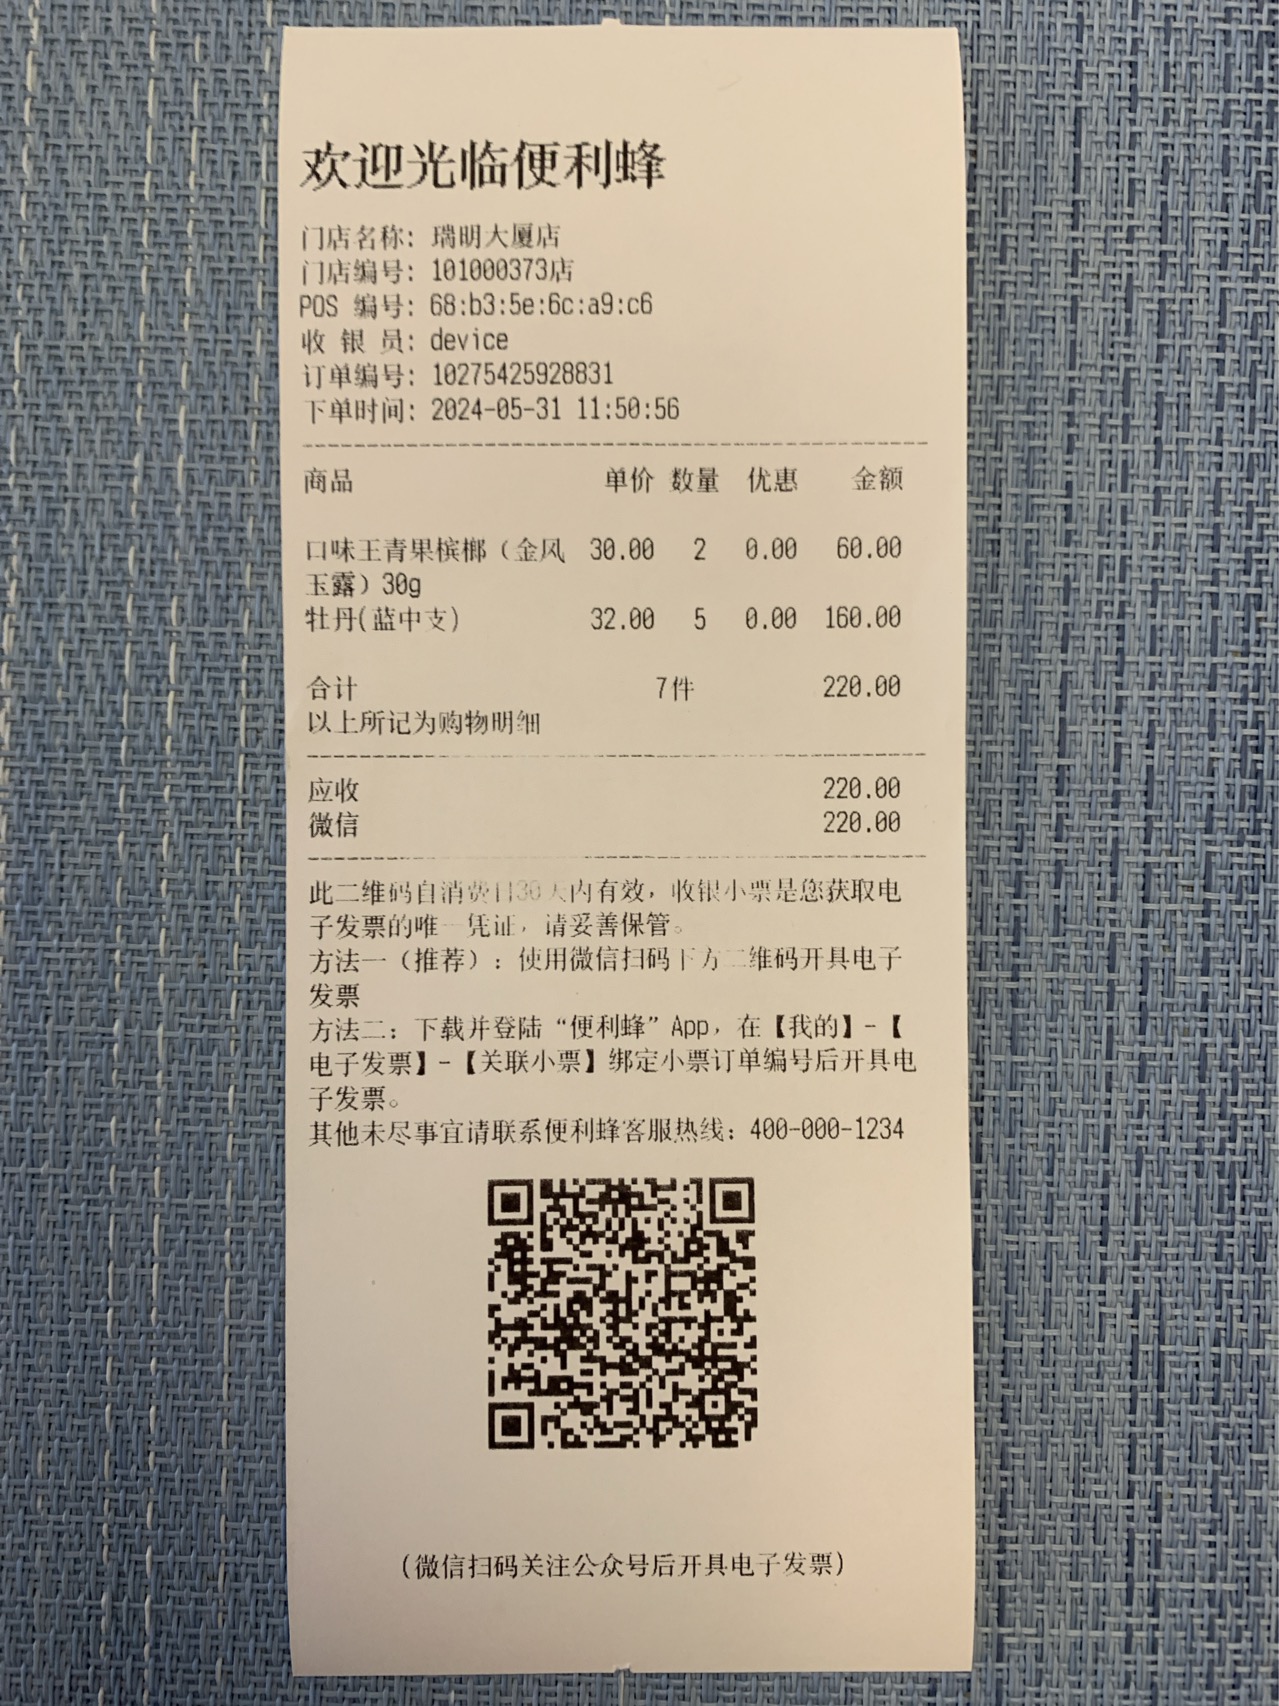 欢迎光临便利蜂
门店名称: 瑞明大厦店
门店编号: 101000373店
POS 编号: 68:b3:5e:6c:a9:c6
收 银 员: device
订单编号: 10275425928831
下单时间: 2024-05-31 11:50:56
商品 单价 数量 优惠 金额
口味王青果槟榔（金风 30.00 2 0.00 60.00
玉露）30g
牡丹(蓝中支) 32.00 5 0.00 160.00
合计 7件 220.00
以上所记为购物明细
应收 220.00
微信 220.00
此二维码自消费日30天内有效，收银小票是您获取电
子发票的唯一凭证，请妥善保管。
方法一（推荐）：使用微信扫码下方二维码开具电子
发票
方法二：下载并登陆“便利蜂”App，在【我的】-【
电子发票】-【关联小票】绑定小票订单编号后开具电
子发票。
其他未尽事宜请联系便利蜂客服热线：400-000-1234
(微信扫码关注公众号后开具电子发票)